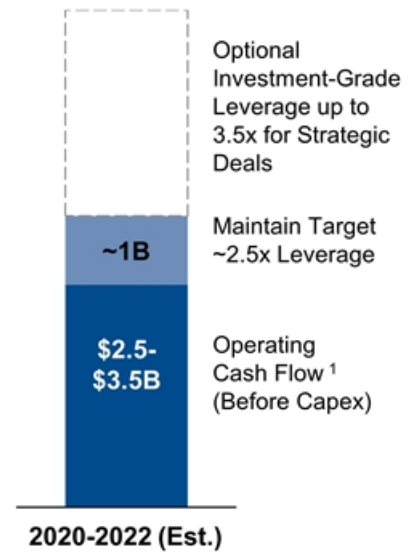 Optional
Investment-Grade
Leverage up to
3.5x for Strategic
Deals
~1B
Maintain Target
~2.5x Leverage
$2.5-
$3.5B
Operating
Cash Flow ¹
(Before Capex)
2020-2022 (Est.)